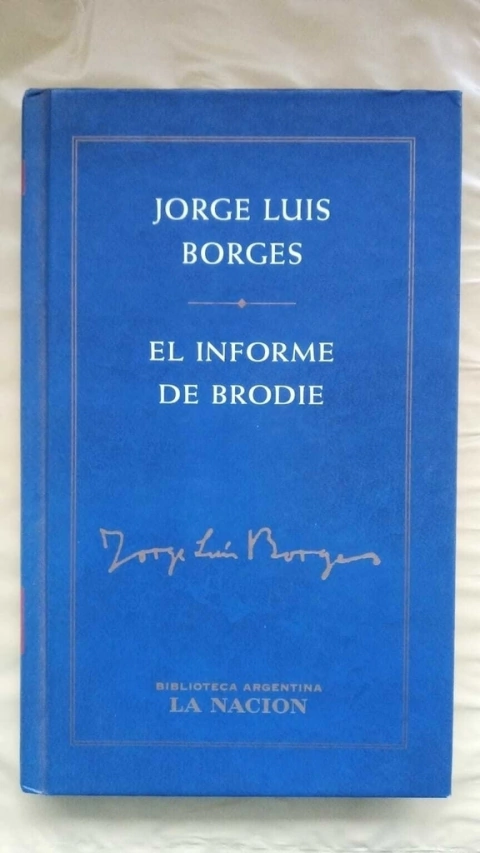 JORGE LUIS
BORGES
EL INFORME
DE BRODIE
Jorge Luis Borges
BIBLIOTECA ARGENTINA
LA NACION